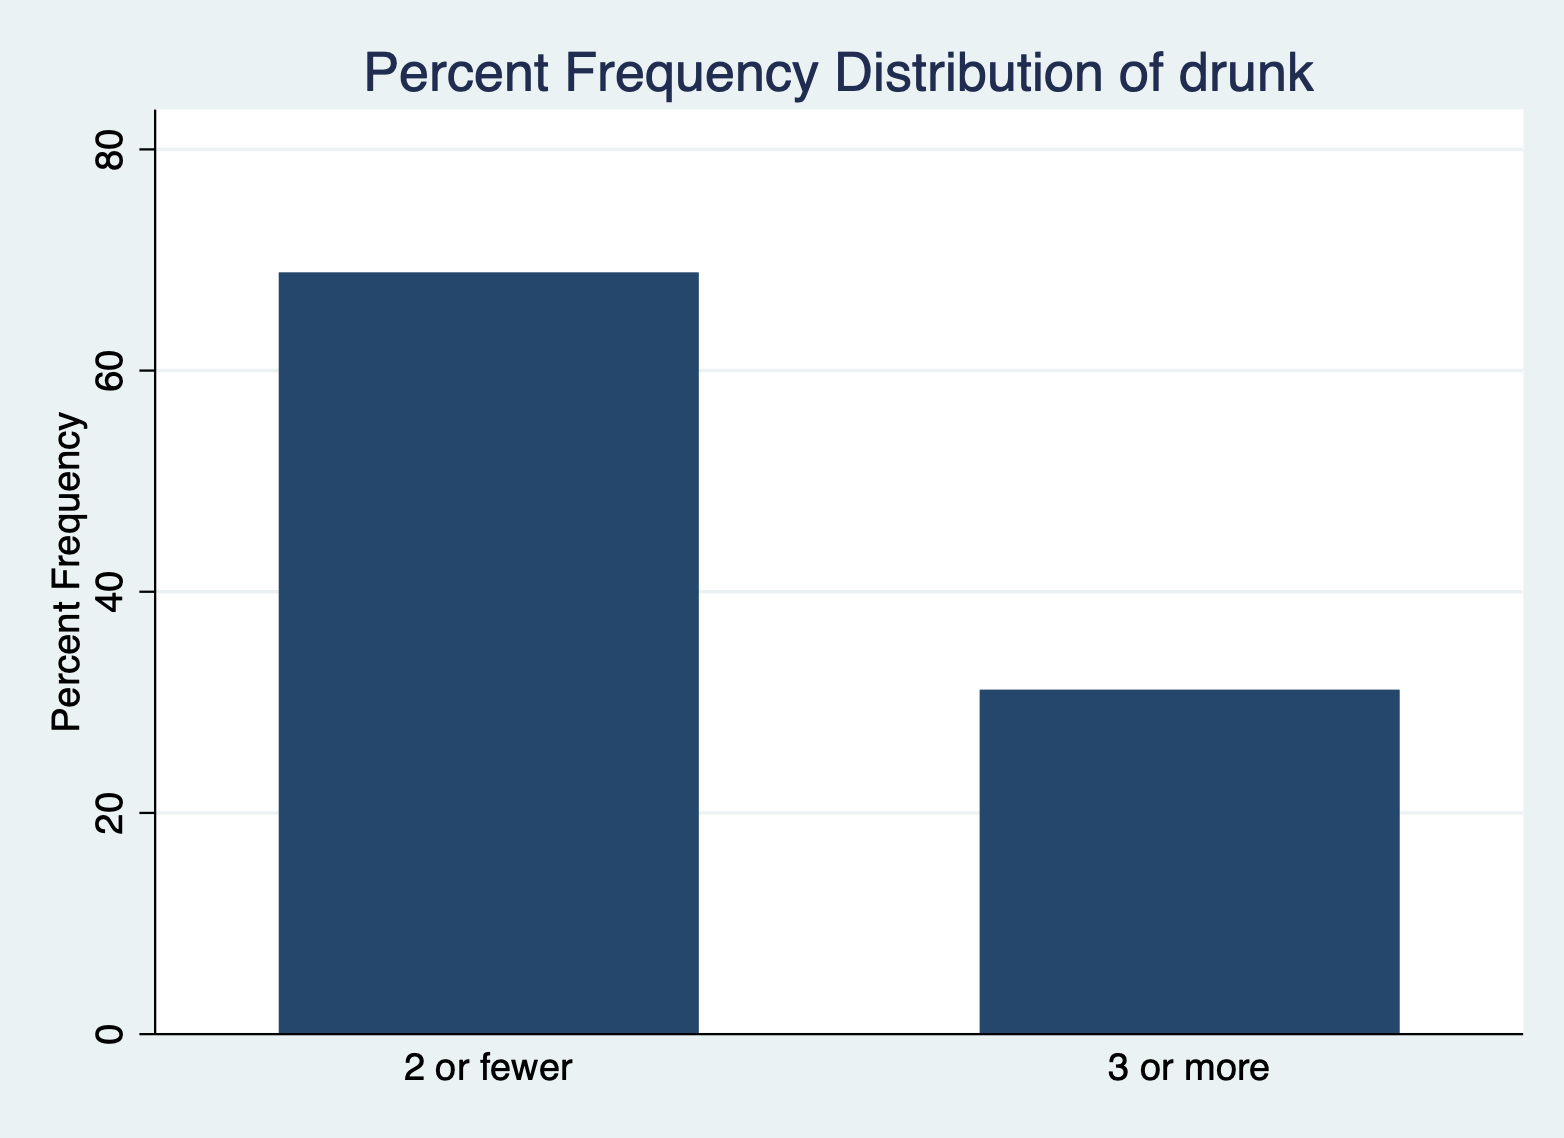 Percent Frequency Distribution of drunk
Percent Frequency
80
60
40
20
0
2 or fewer
3 or more